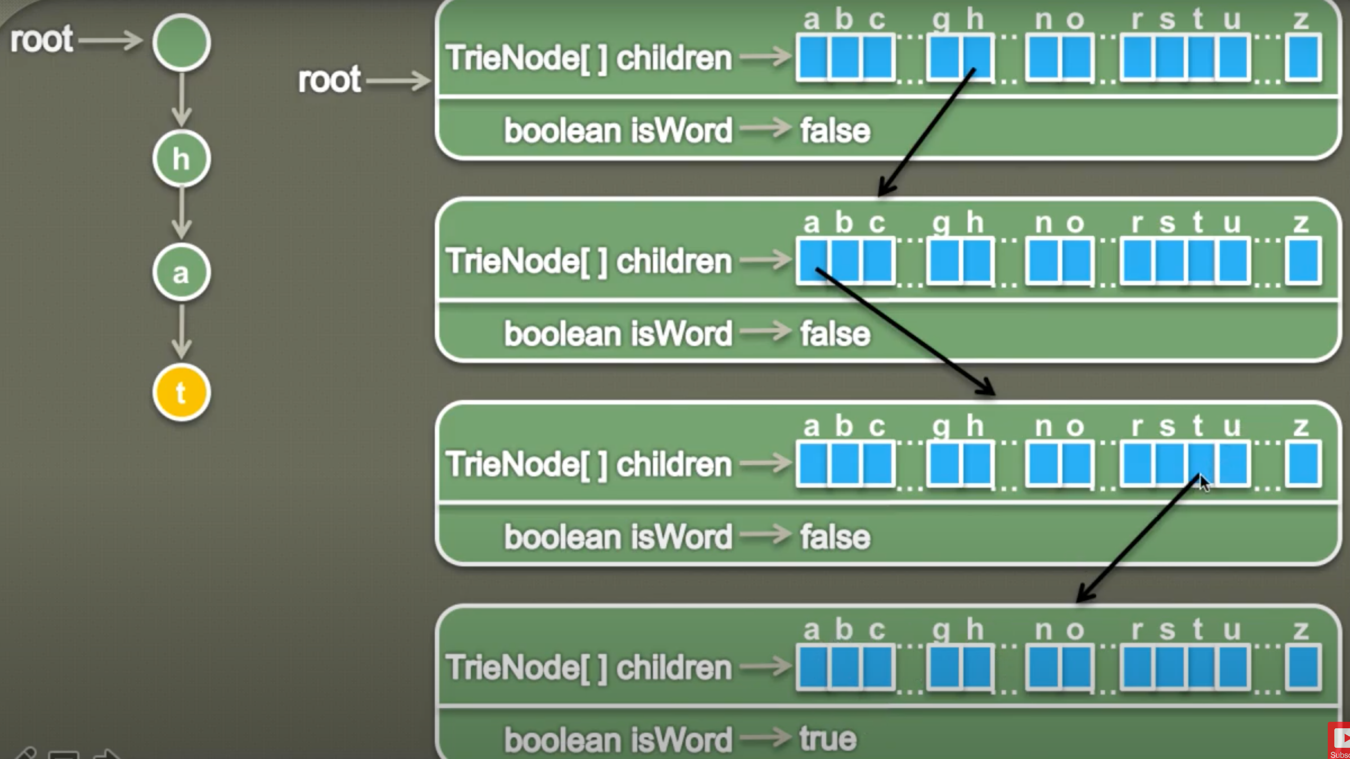 root
h
a
t
root
a b c g h n o r s t u z
TrieNode[ ] children ... ... ... ...
boolean isWord false
a b c g h n o r s t u z
TrieNode[ ] children ... ... ... ...
boolean isWord false
a b c g h n o r s t u z
TrieNode[ ] children ... ... ... ...
boolean isWord false
a b c g h n o r s t u z
TrieNode[ ] children ... ... ... ...
boolean isWord true